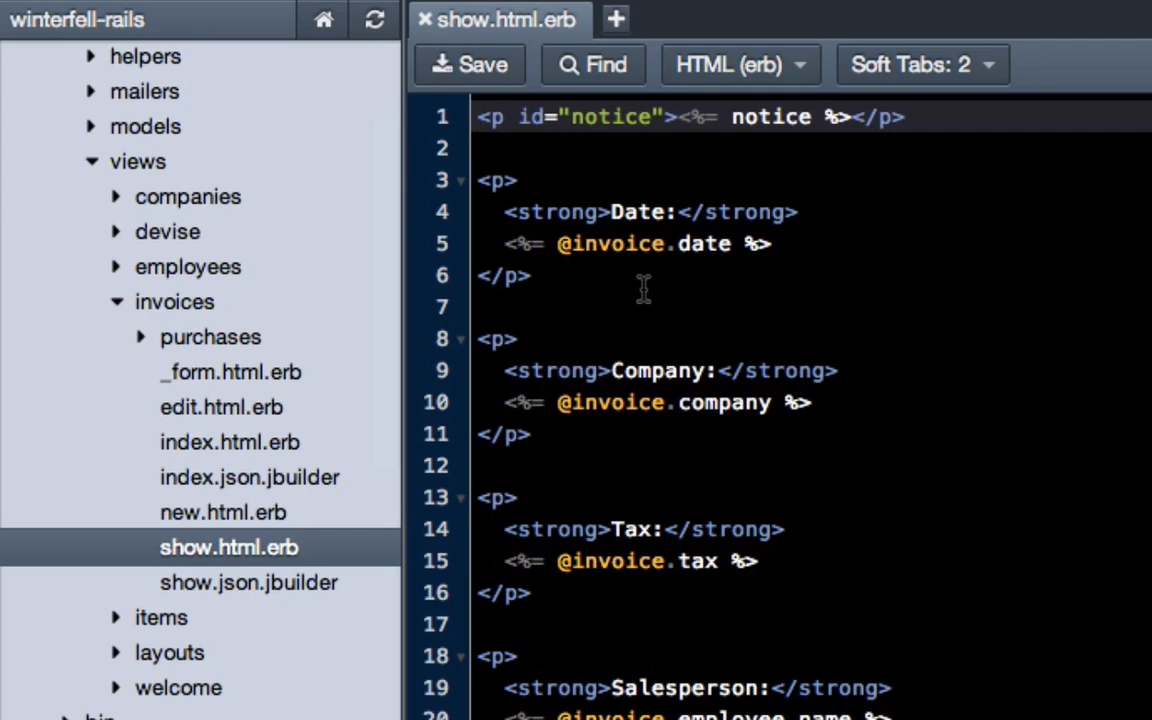 winterfell-rails
helpers
mailers
models
views
companies
devise
employees
invoices
purchases
_form.html.erb
edit.html.erb
index.html.erb
index.json.jbuilder
new.html.erb
show.html.erb
show.json.jbuilder
items
layouts
welcome
show.html.erb
Save Find HTML (erb) Soft Tabs: 2
1 <p id="notice"><%= notice %></p>
2
3 <p>
4 <strong>Date:</strong>
5 <%= @invoice.date %>
6 </p>
7
8 <p>
9 <strong>Company:</strong>
10 <%= @invoice.company %>
11 </p>
12
13 <p>
14 <strong>Tax:</strong>
15 <%= @invoice.tax %>
16 </p>
17
18 <p>
19 <strong>Salesperson:</strong>
20 <%= @invoice.employee.name %>